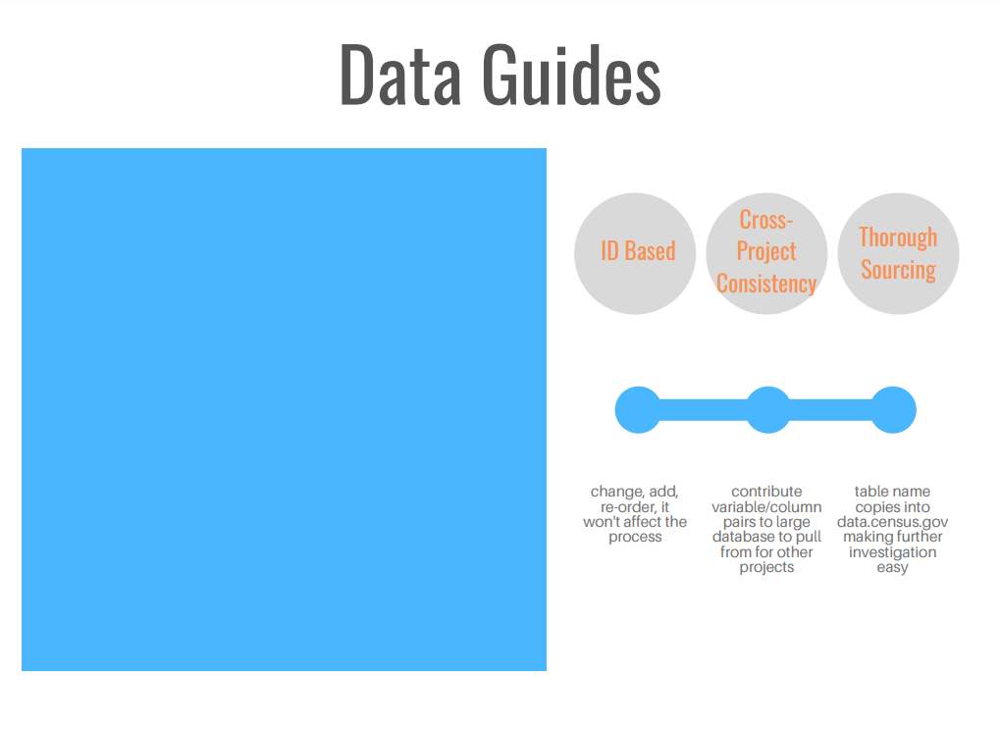 Data Guides
ID Based
Cross-
Project
Consistency
Thorough
Sourcing
change, add,
re-order, it
won't affect the
process
contribute
variable/column
pairs to large
database to pull
from for other
projects
table name
copies into
data.census.gov
making further
investigation
easy